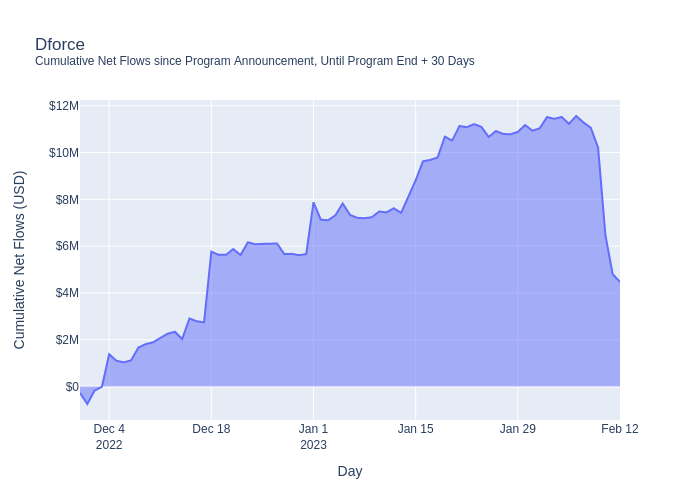 Dforce
Cumulative Net Flows since Program Announcement, Until Program End + 30 Days
Cumulative Net Flows (USD)
$12M
$10M
$8M
$6M
$4M
$2M
$0
Dec 4
2022
Dec 18
Jan 1
2023
Jan 15
Jan 29
Feb 12
Day